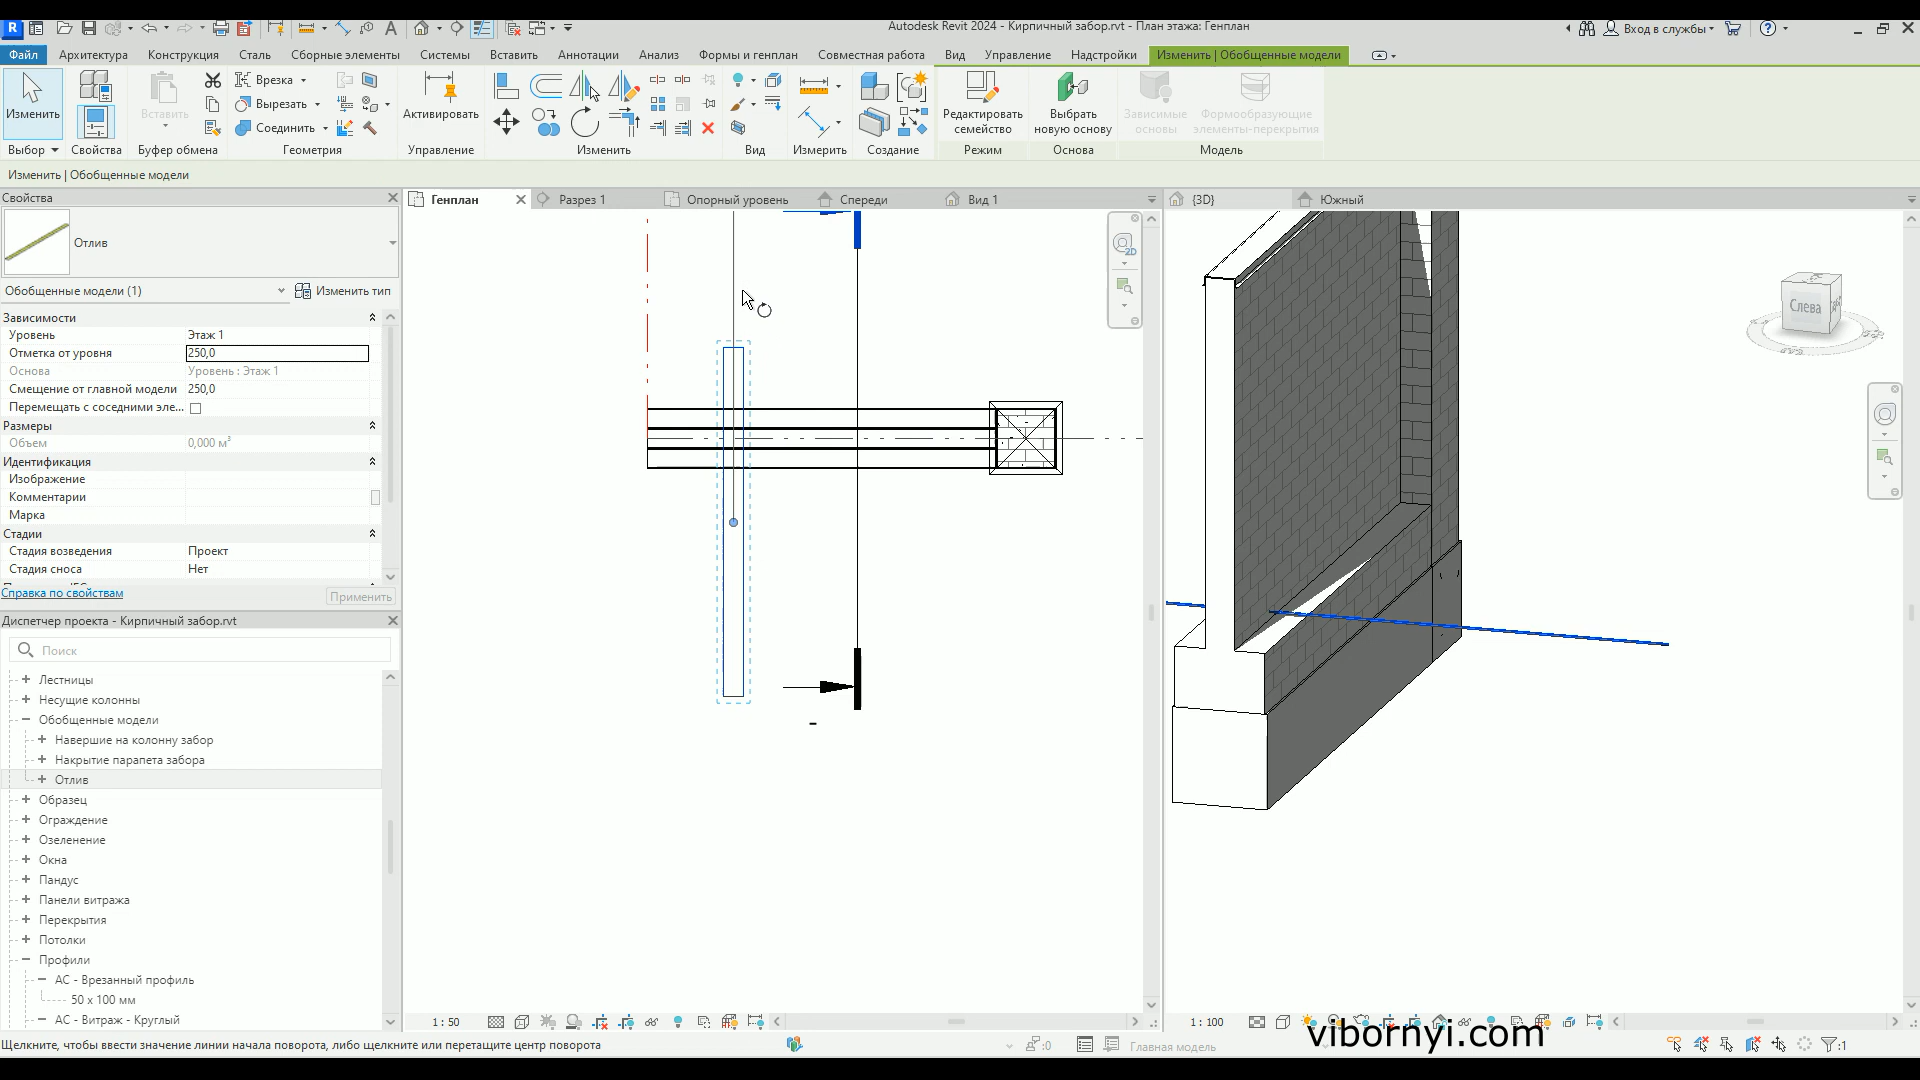 Autodesk Revit 2024 - Кирпичный забор.rvt - План этажа: Генплан
Вход в службы
Файл Архитектура Конструкция Сталь Сборные элементы Системы Вставить Аннотации Анализ Формы и генплан Совместная работа Вид Управление Надстройки Изменить | Обобщенные модели
Врезка
Вырезать
Соединить
Изменить
Вставить
Активировать
Редактировать семейство
Выбрать новую основу
Зависимые основы
Формообразующие элементы-перекрытия
Выбор Свойства Буфер обмена Геометрия Управление Изменить Вид Измерить Создание Режим Основа Модель
Изменить | Обобщенные модели
Свойства
Отлив
Обобщенные модели (1) Изменить тип
Зависимости
Уровень Этаж 1
Отметка от уровня 250,0
Основа Уровень : Этаж 1
Смещение от главной модели 250,0
Перемещать с соседними эле...
Размеры
Объем 0,000 м³
Идентификация
Изображение
Комментарии
Марка
Стадии
Стадия возведения Проект
Стадия сноса Нет
Справка по свойствам Применить
Диспетчер проекта - Кирпичный забор.rvt
Поиск
Лестницы
Несущие колонны
Обобщенные модели
Навершие на колонну забор
Накрытие парапета забора
Отлив
Образец
Ограждение
Озеленение
Окна
Пандус
Панели витража
Перекрытия
Потолки
Профили
АС - Врезанный профиль
50 x 100 мм
АС - Витраж - Круглый
Генплан Разрез 1 Опорный уровень Спереди Вид 1
{3D} Южный
2D
Слева
1 : 50
1 : 100
Щелкните, чтобы ввести значение линии начала поворота, либо щелкните или перетащите центр поворота
:0
Главная модель
:1
vibornyi.com